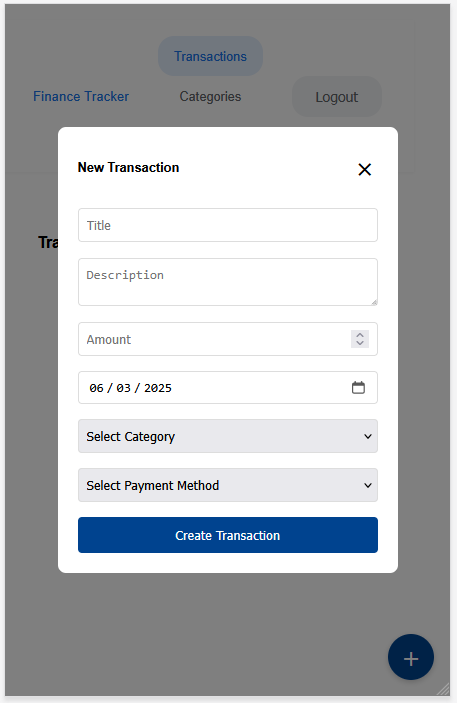 Transactions
Finance Tracker Categories Logout
New Transaction
Tra
Title
Description
Amount
06 / 03 / 2025
Select Category
Select Payment Method
Create Transaction